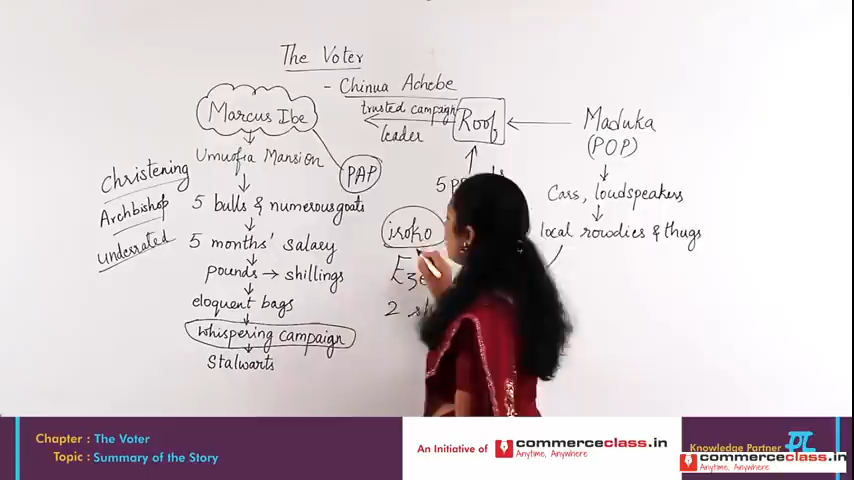 The Voter
- Chinua Achebe
Marcus Ibe
trusted campaign
leader
Roof
Maduka
(POP)
Umuofia Mansion
PAP
Christening
Archbishop
underrated
5 bulls & numerous goats
5 months' salary
pounds → shillings
eloquent bags
whispering campaign
Stalwarts
5
iroko
2
Cars, loudspeakers
local rowdies & thugs
Chapter : The Voter
Topic : Summary of the Story
An Initiative of
commerceclass.in
Anytime, Anywhere
Knowledge Partner
commerceclass.in
Anytime, Anywhere